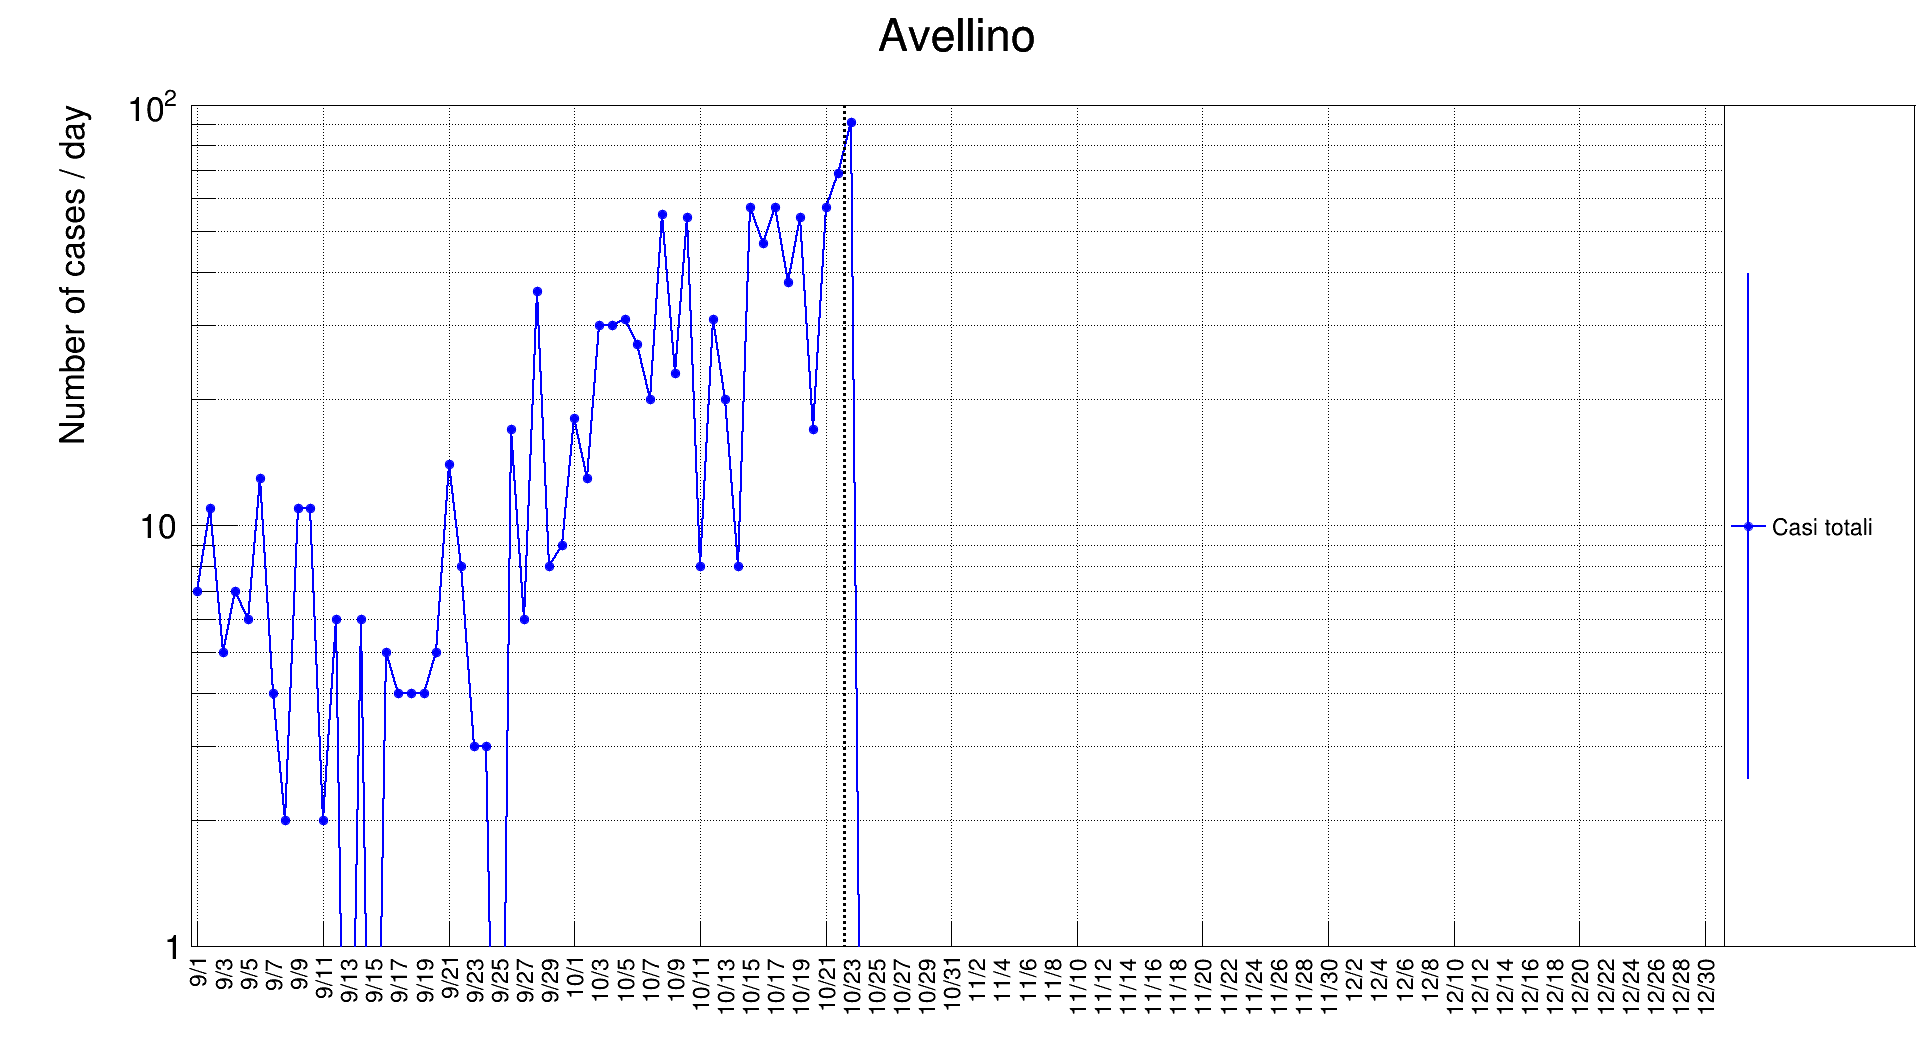 Avellino
Number of cases / day
10²
10
1
9/1 9/3 9/5 9/7 9/9 9/11 9/13 9/15 9/17 9/19 9/21 9/23 9/25 9/27 9/29 10/1 10/3 10/5 10/7 10/9 10/11 10/13 10/15 10/17 10/19 10/21 10/23 10/25 10/27 10/29 10/31 11/2 11/4 11/6 11/8 11/10 11/12 11/14 11/16 11/18 11/20 11/22 11/24 11/26 11/28 11/30 12/2 12/4 12/6 12/8 12/10 12/12 12/14 12/16 12/18 12/20 12/22 12/24 12/26 12/28 12/30
Casi totali